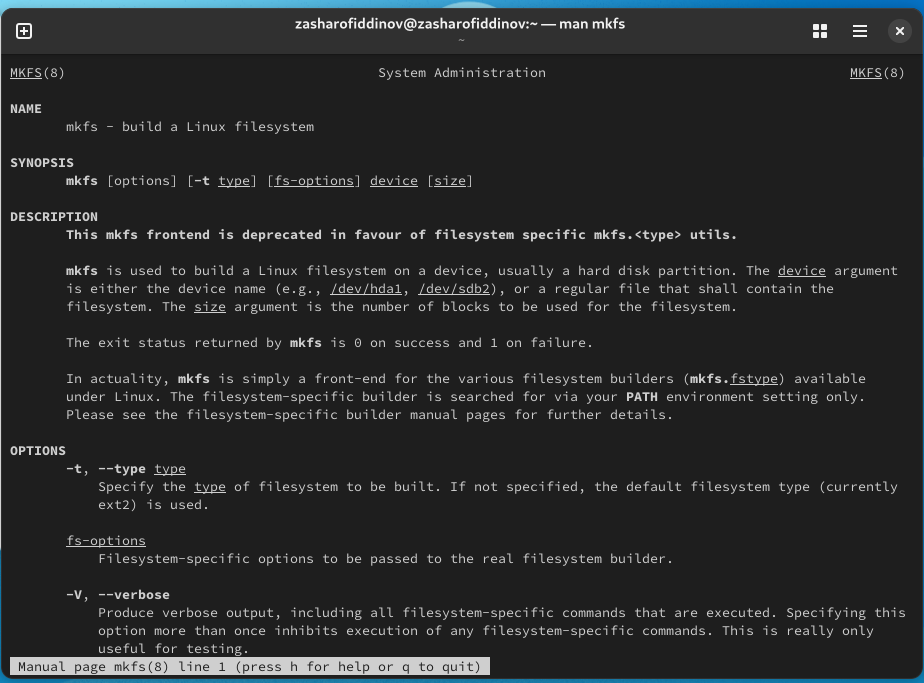 zasharofiddinov@zasharofiddinov:~ — man mkfs
~
MKFS(8) System Administration MKFS(8)
NAME
mkfs - build a Linux filesystem
SYNOPSIS
mkfs [options] [-t type] [fs-options] device [size]
DESCRIPTION
This mkfs frontend is deprecated in favour of filesystem specific mkfs.<type> utils.
mkfs is used to build a Linux filesystem on a device, usually a hard disk partition. The device argument
is either the device name (e.g., /dev/hda1, /dev/sdb2), or a regular file that shall contain the
filesystem. The size argument is the number of blocks to be used for the filesystem.
The exit status returned by mkfs is 0 on success and 1 on failure.
In actuality, mkfs is simply a front-end for the various filesystem builders (mkfs.fstype) available
under Linux. The filesystem-specific builder is searched for via your PATH environment setting only.
Please see the filesystem-specific builder manual pages for further details.
OPTIONS
-t, --type type
Specify the type of filesystem to be built. If not specified, the default filesystem type (currently
ext2) is used.
fs-options
Filesystem-specific options to be passed to the real filesystem builder.
-V, --verbose
Produce verbose output, including all filesystem-specific commands that are executed. Specifying this
option more than once inhibits execution of any filesystem-specific commands. This is really only
useful for testing.
Manual page mkfs(8) line 1 (press h for help or q to quit)